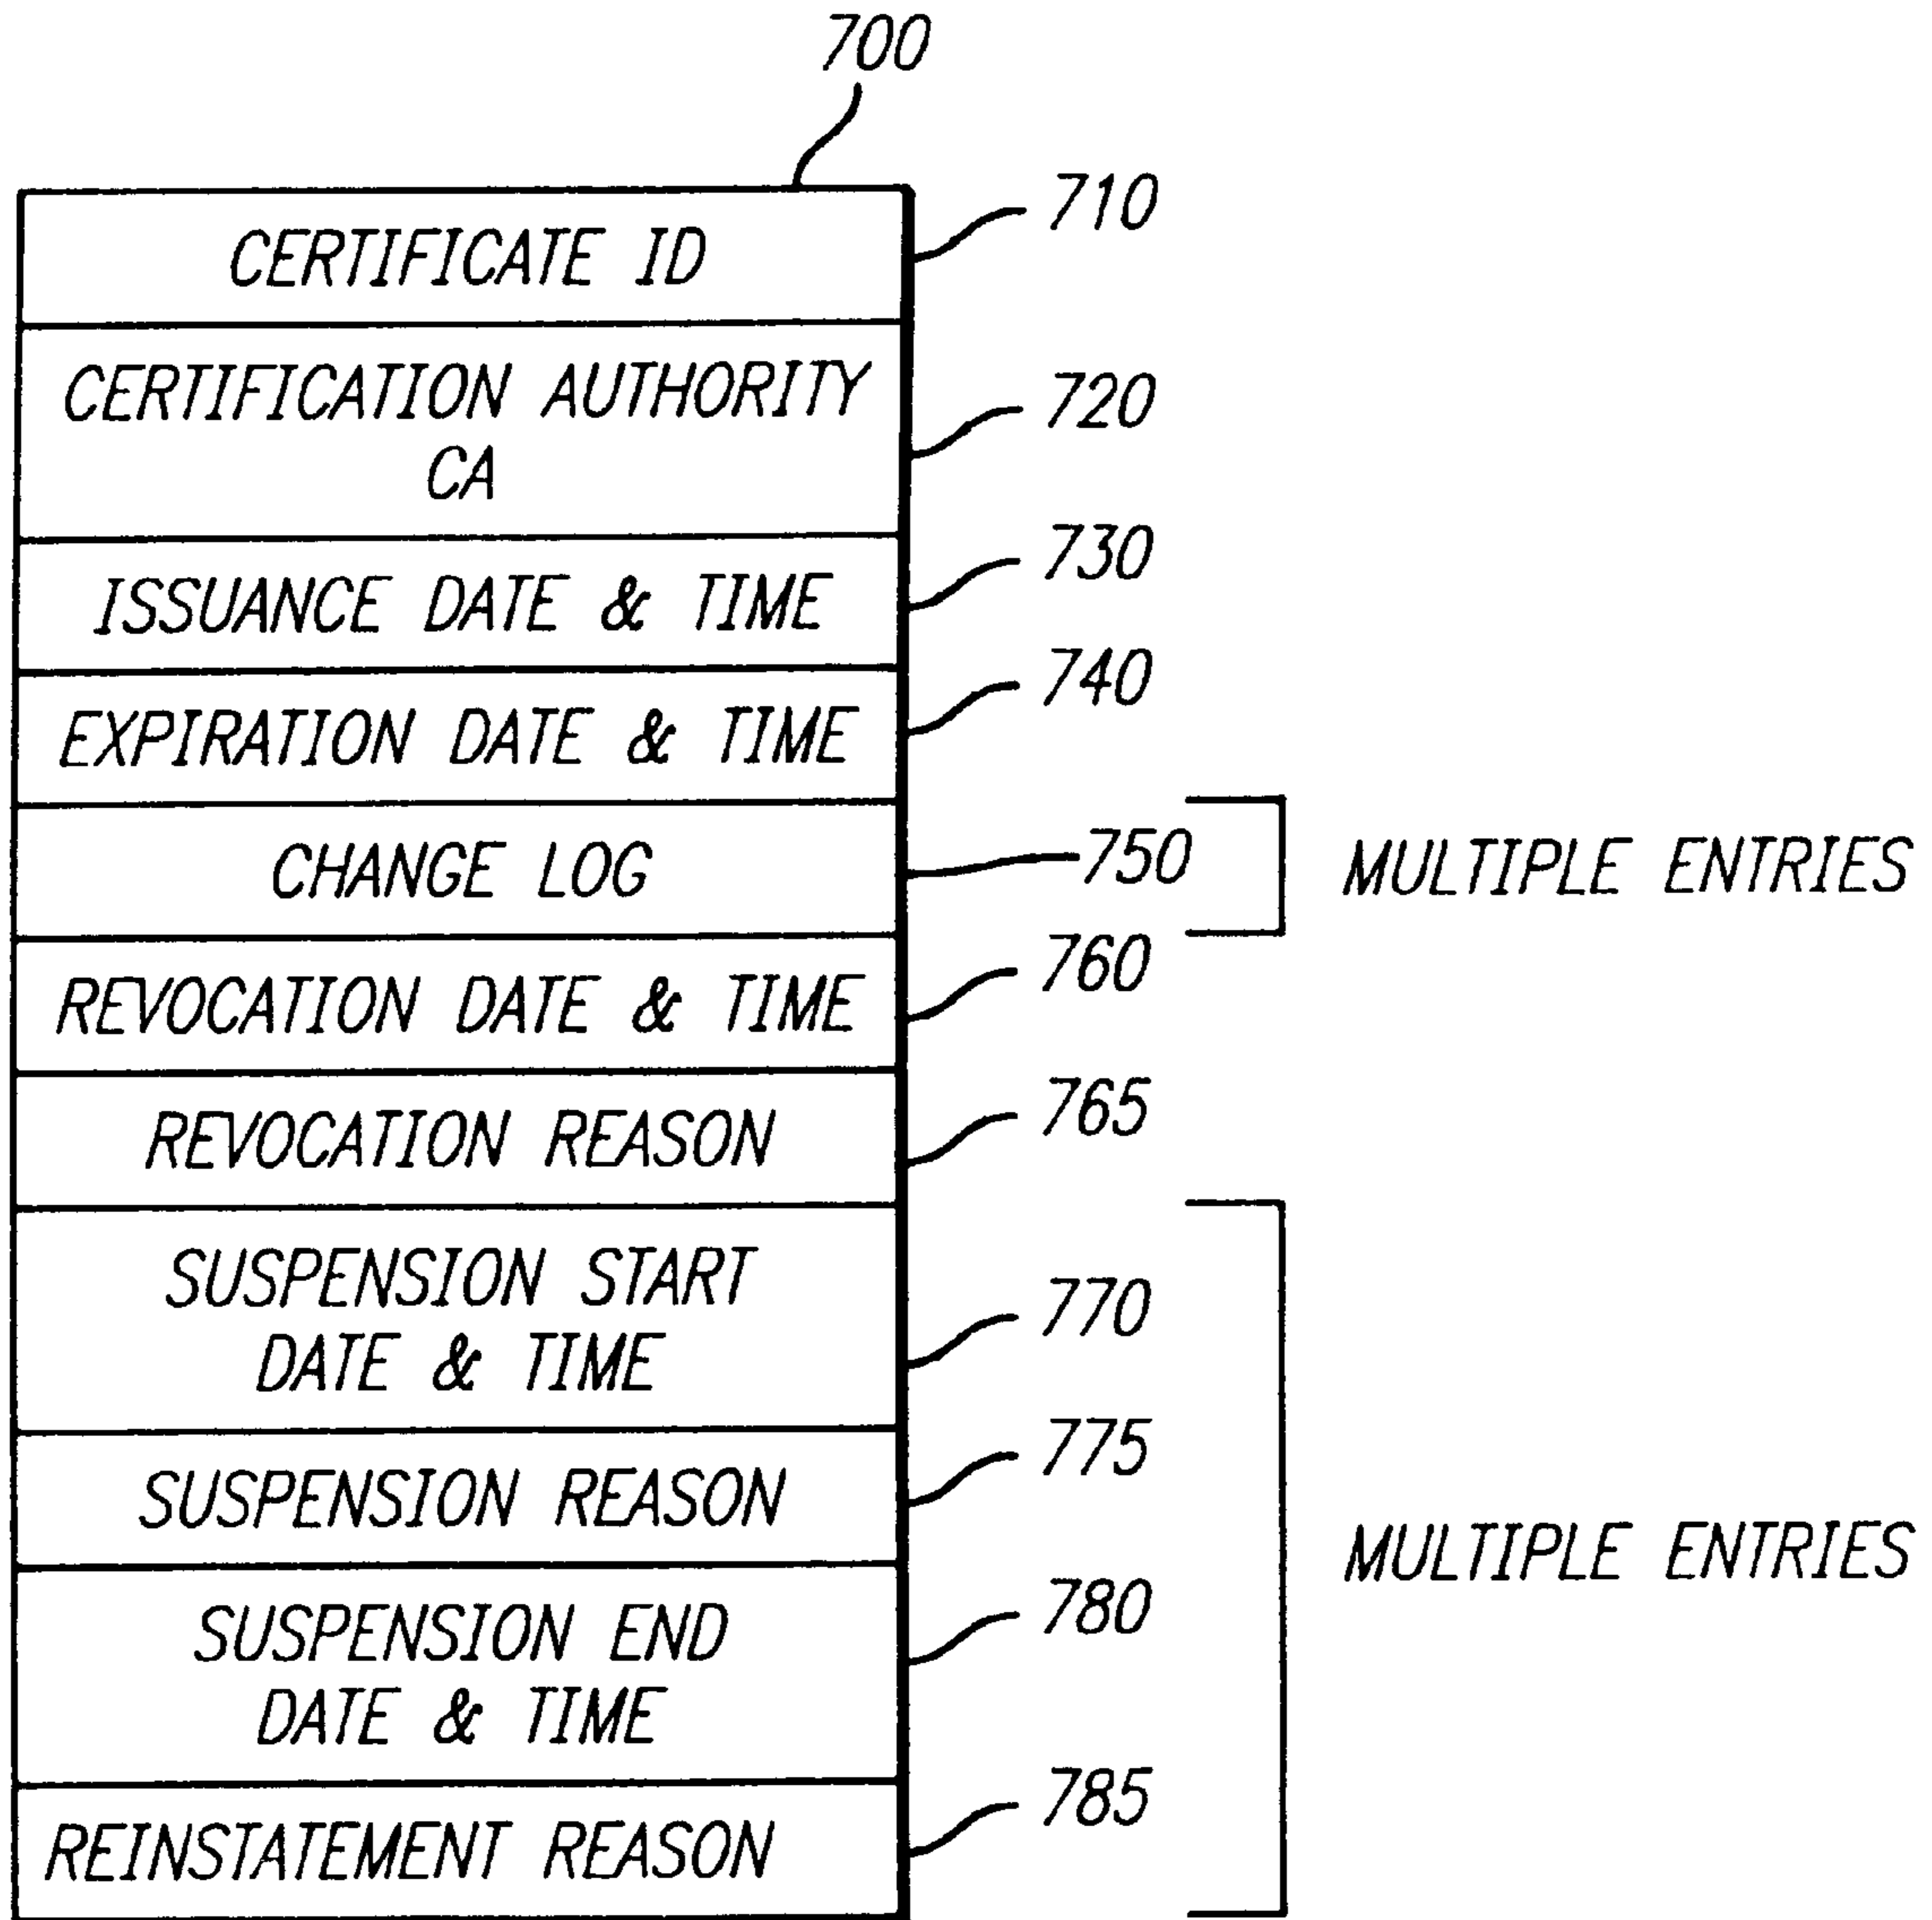 700
CERTIFICATE ID
710
CERTIFICATION AUTHORITY
CA
720
ISSUANCE DATE & TIME
730
EXPIRATION DATE & TIME
740
CHANGE LOG
750
MULTIPLE ENTRIES
REVOCATION DATE & TIME
760
REVOCATION REASON
765
SUSPENSION START
DATE & TIME
770
SUSPENSION REASON
775
MULTIPLE ENTRIES
SUSPENSION END
DATE & TIME
780
REINSTATEMENT REASON
785